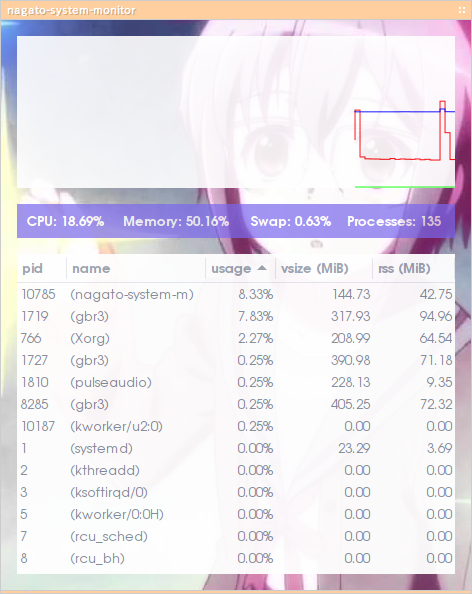 nagato-system-monitor
CPU: 18.69% Memory: 50.16% Swap: 0.63% Processes: 135
pid name usage vsize (MiB) rss (MiB)
10785 (nagato-system-m) 8.33% 144.73 42.75
1719 (gbr3) 7.83% 317.93 94.96
766 (Xorg) 2.27% 208.99 64.54
1727 (gbr3) 0.25% 390.98 71.18
1810 (pulseaudio) 0.25% 228.13 9.35
8285 (gbr3) 0.25% 405.25 72.32
10187 (kworker/u2:0) 0.25% 0.00 0.00
1 (systemd) 0.00% 23.29 3.69
2 (kthreadd) 0.00% 0.00 0.00
3 (ksoftirqd/0) 0.00% 0.00 0.00
5 (kworker/0:0H) 0.00% 0.00 0.00
7 (rcu_sched) 0.00% 0.00 0.00
8 (rcu_bh) 0.00% 0.00 0.00